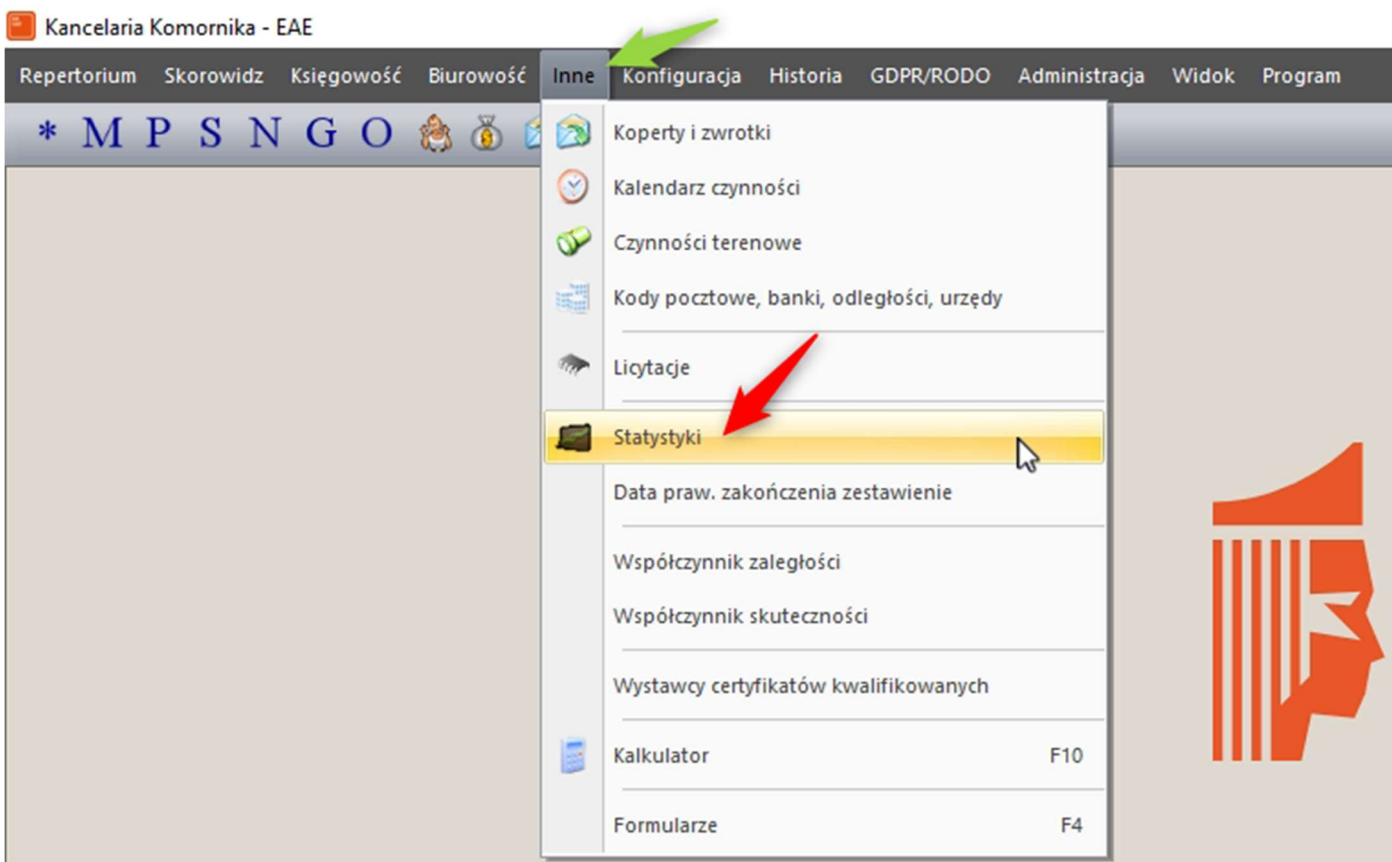 Kancelaria Komornika - EAE
Repertorium Skorowidz Księgowość Biurowość Inne Konfiguracja Historia GDPR/RODO Administracja Widok Program
* M P S N G O
Koperty i zwrotki
Kalendarz czynności
Czynności terenowe
Kody pocztowe, banki, odległości, urzędy
Licytacje
Statystyki
Data praw. zakończenia zestawienie
Współczynnik zaległości
Współczynnik skuteczności
Wystawcy certyfikatów kwalifikowanych
Kalkulator F10
Formularze F4